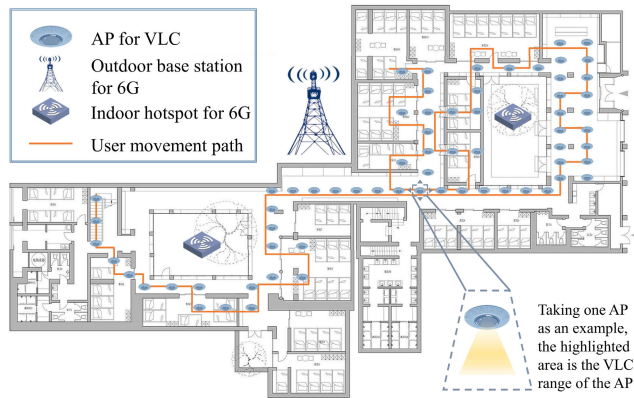 AP for VLC
Outdoor base station
for 6G
Indoor hotspot for 6G
User movement path
Taking one AP
as an example,
the highlighted
area is the VLC
range of the AP